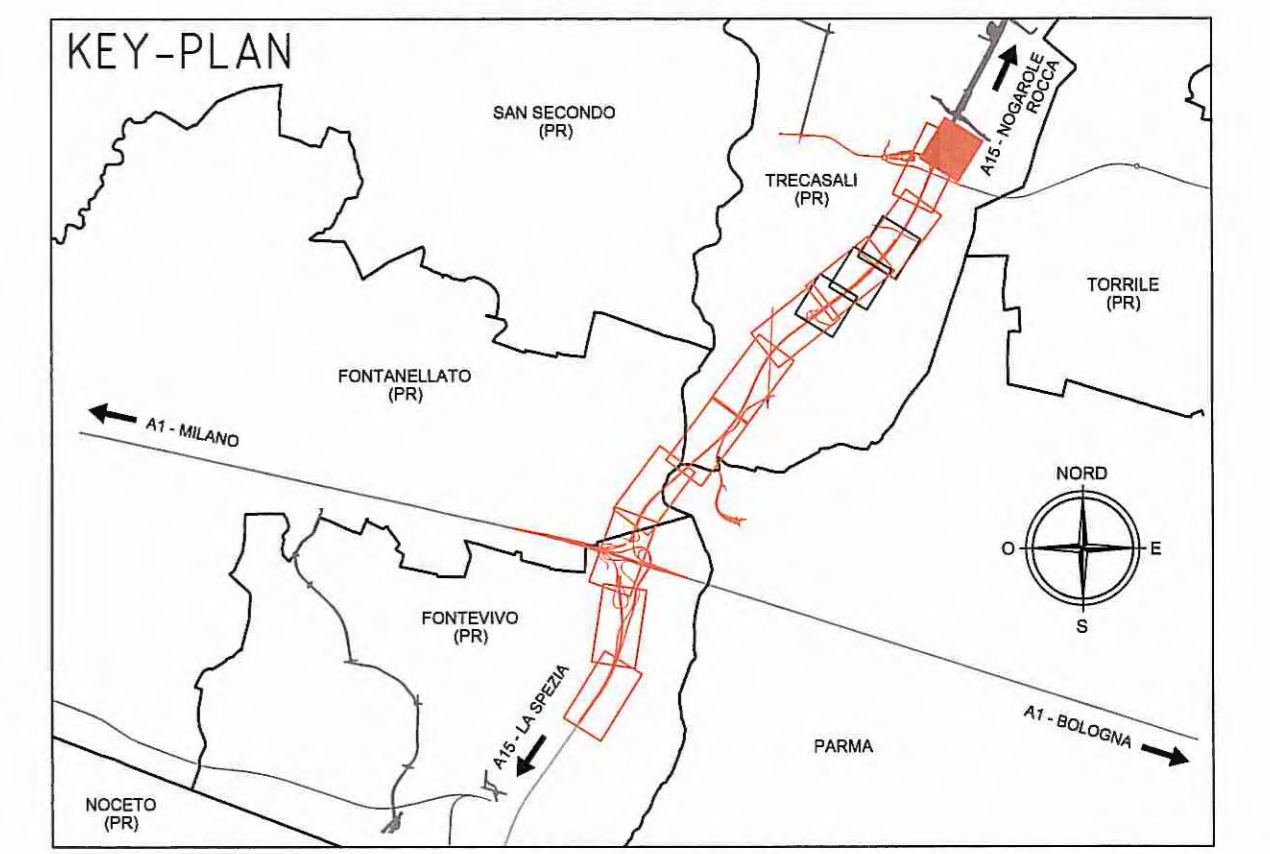 KEY-PLAN
SAN SECONDO
(PR)
A15 - NOGAROLE
ROCCA
TRECASALI
(PR)
TORRILE
(PR)
FONTANELLATO
(PR)
A1 - MILANO
NORD
O
E
S
FONTEVIVO
(PR)
A15 - LA SPEZIA
A1 - BOLOGNA
PARMA
NOCETO
(PR)